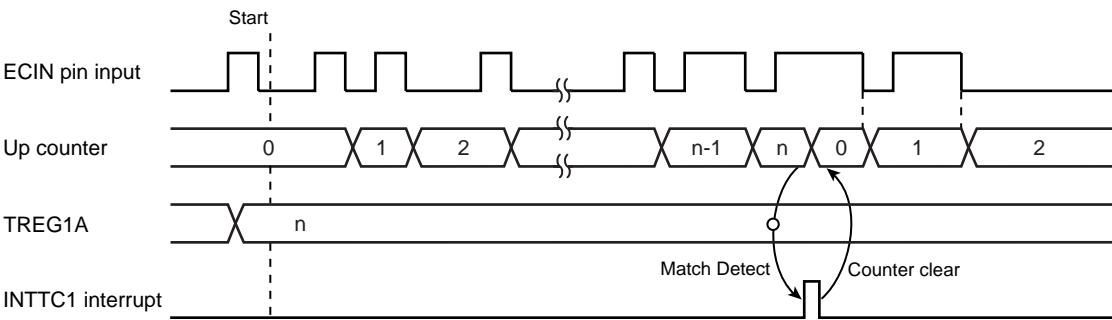 Start
ECIN pin input
Up counter 0 1 2 n-1 n 0 1 2
TREG1A n
Match Detect Counter clear
INTTC1 interrupt